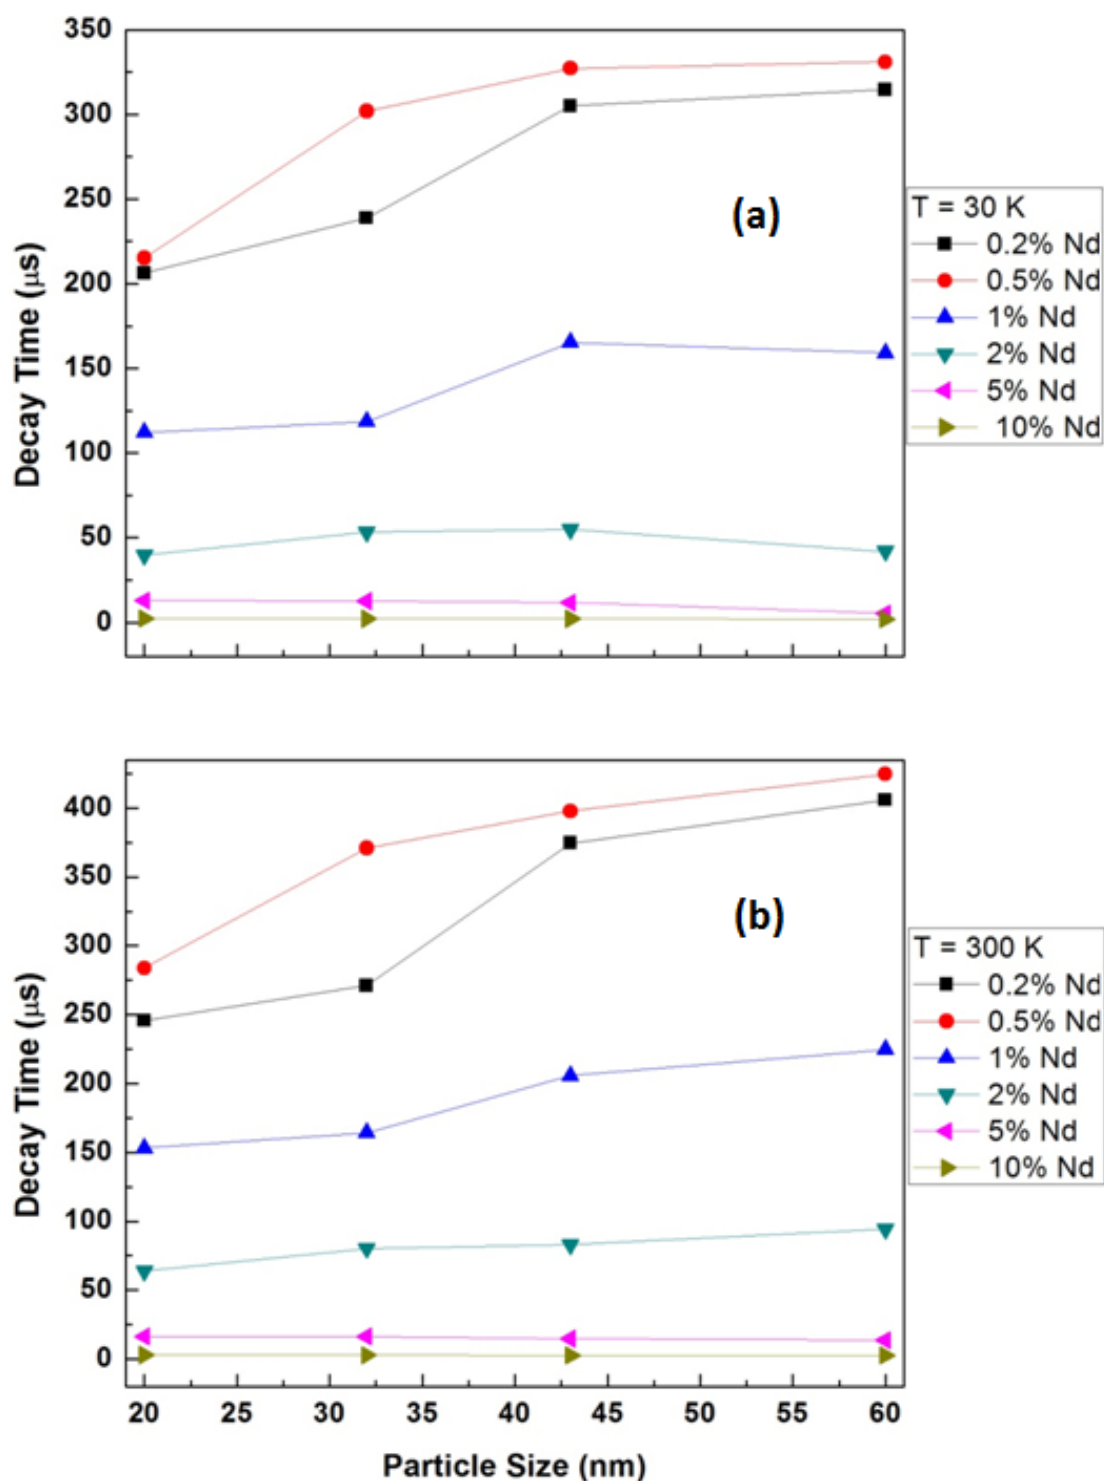 350
300
250
200
150
100
50
0
Decay Time (μs)
(a)
T = 30 K
0.2% Nd
0.5% Nd
1% Nd
2% Nd
5% Nd
10% Nd
400
350
300
250
200
150
100
50
0
Decay Time (μs)
(b)
T = 300 K
0.2% Nd
0.5% Nd
1% Nd
2% Nd
5% Nd
10% Nd
20 25 30 35 40 45 50 55 60
Particle Size (nm)